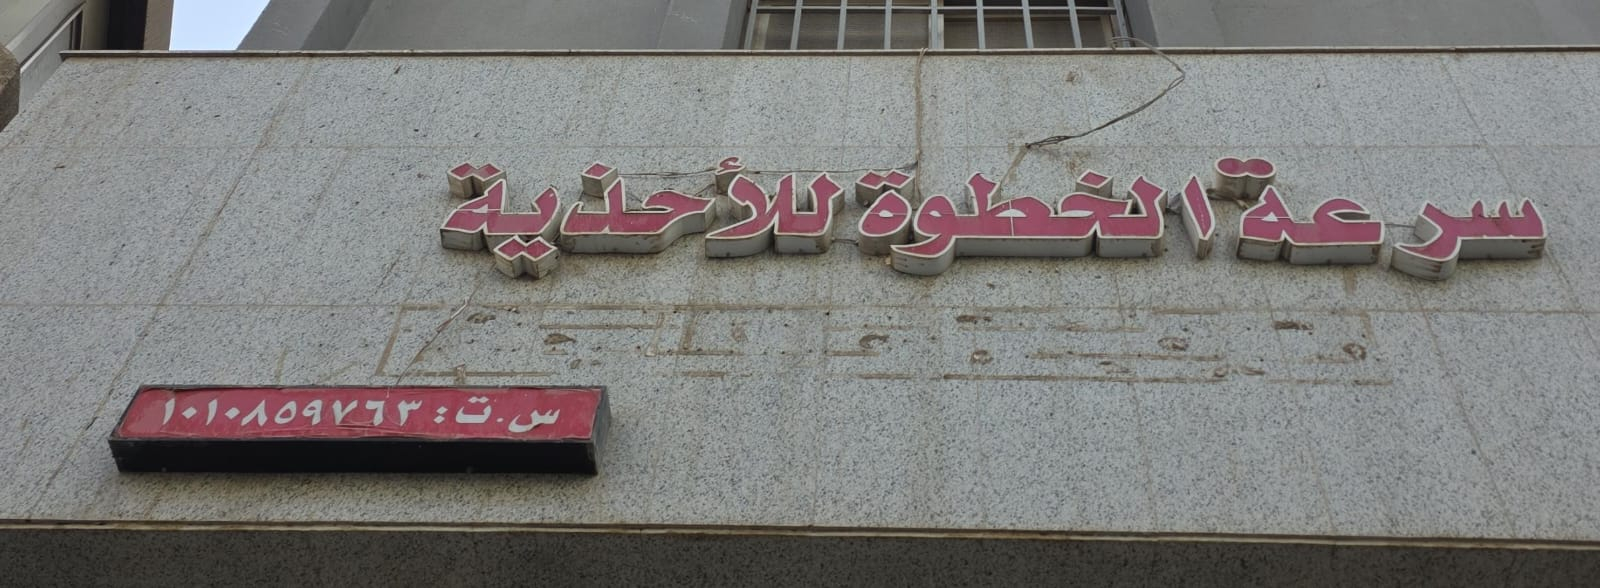 سرعة الخطوة للأحذية
س.ت: ١٠١٠٨٥٩٧٦٣